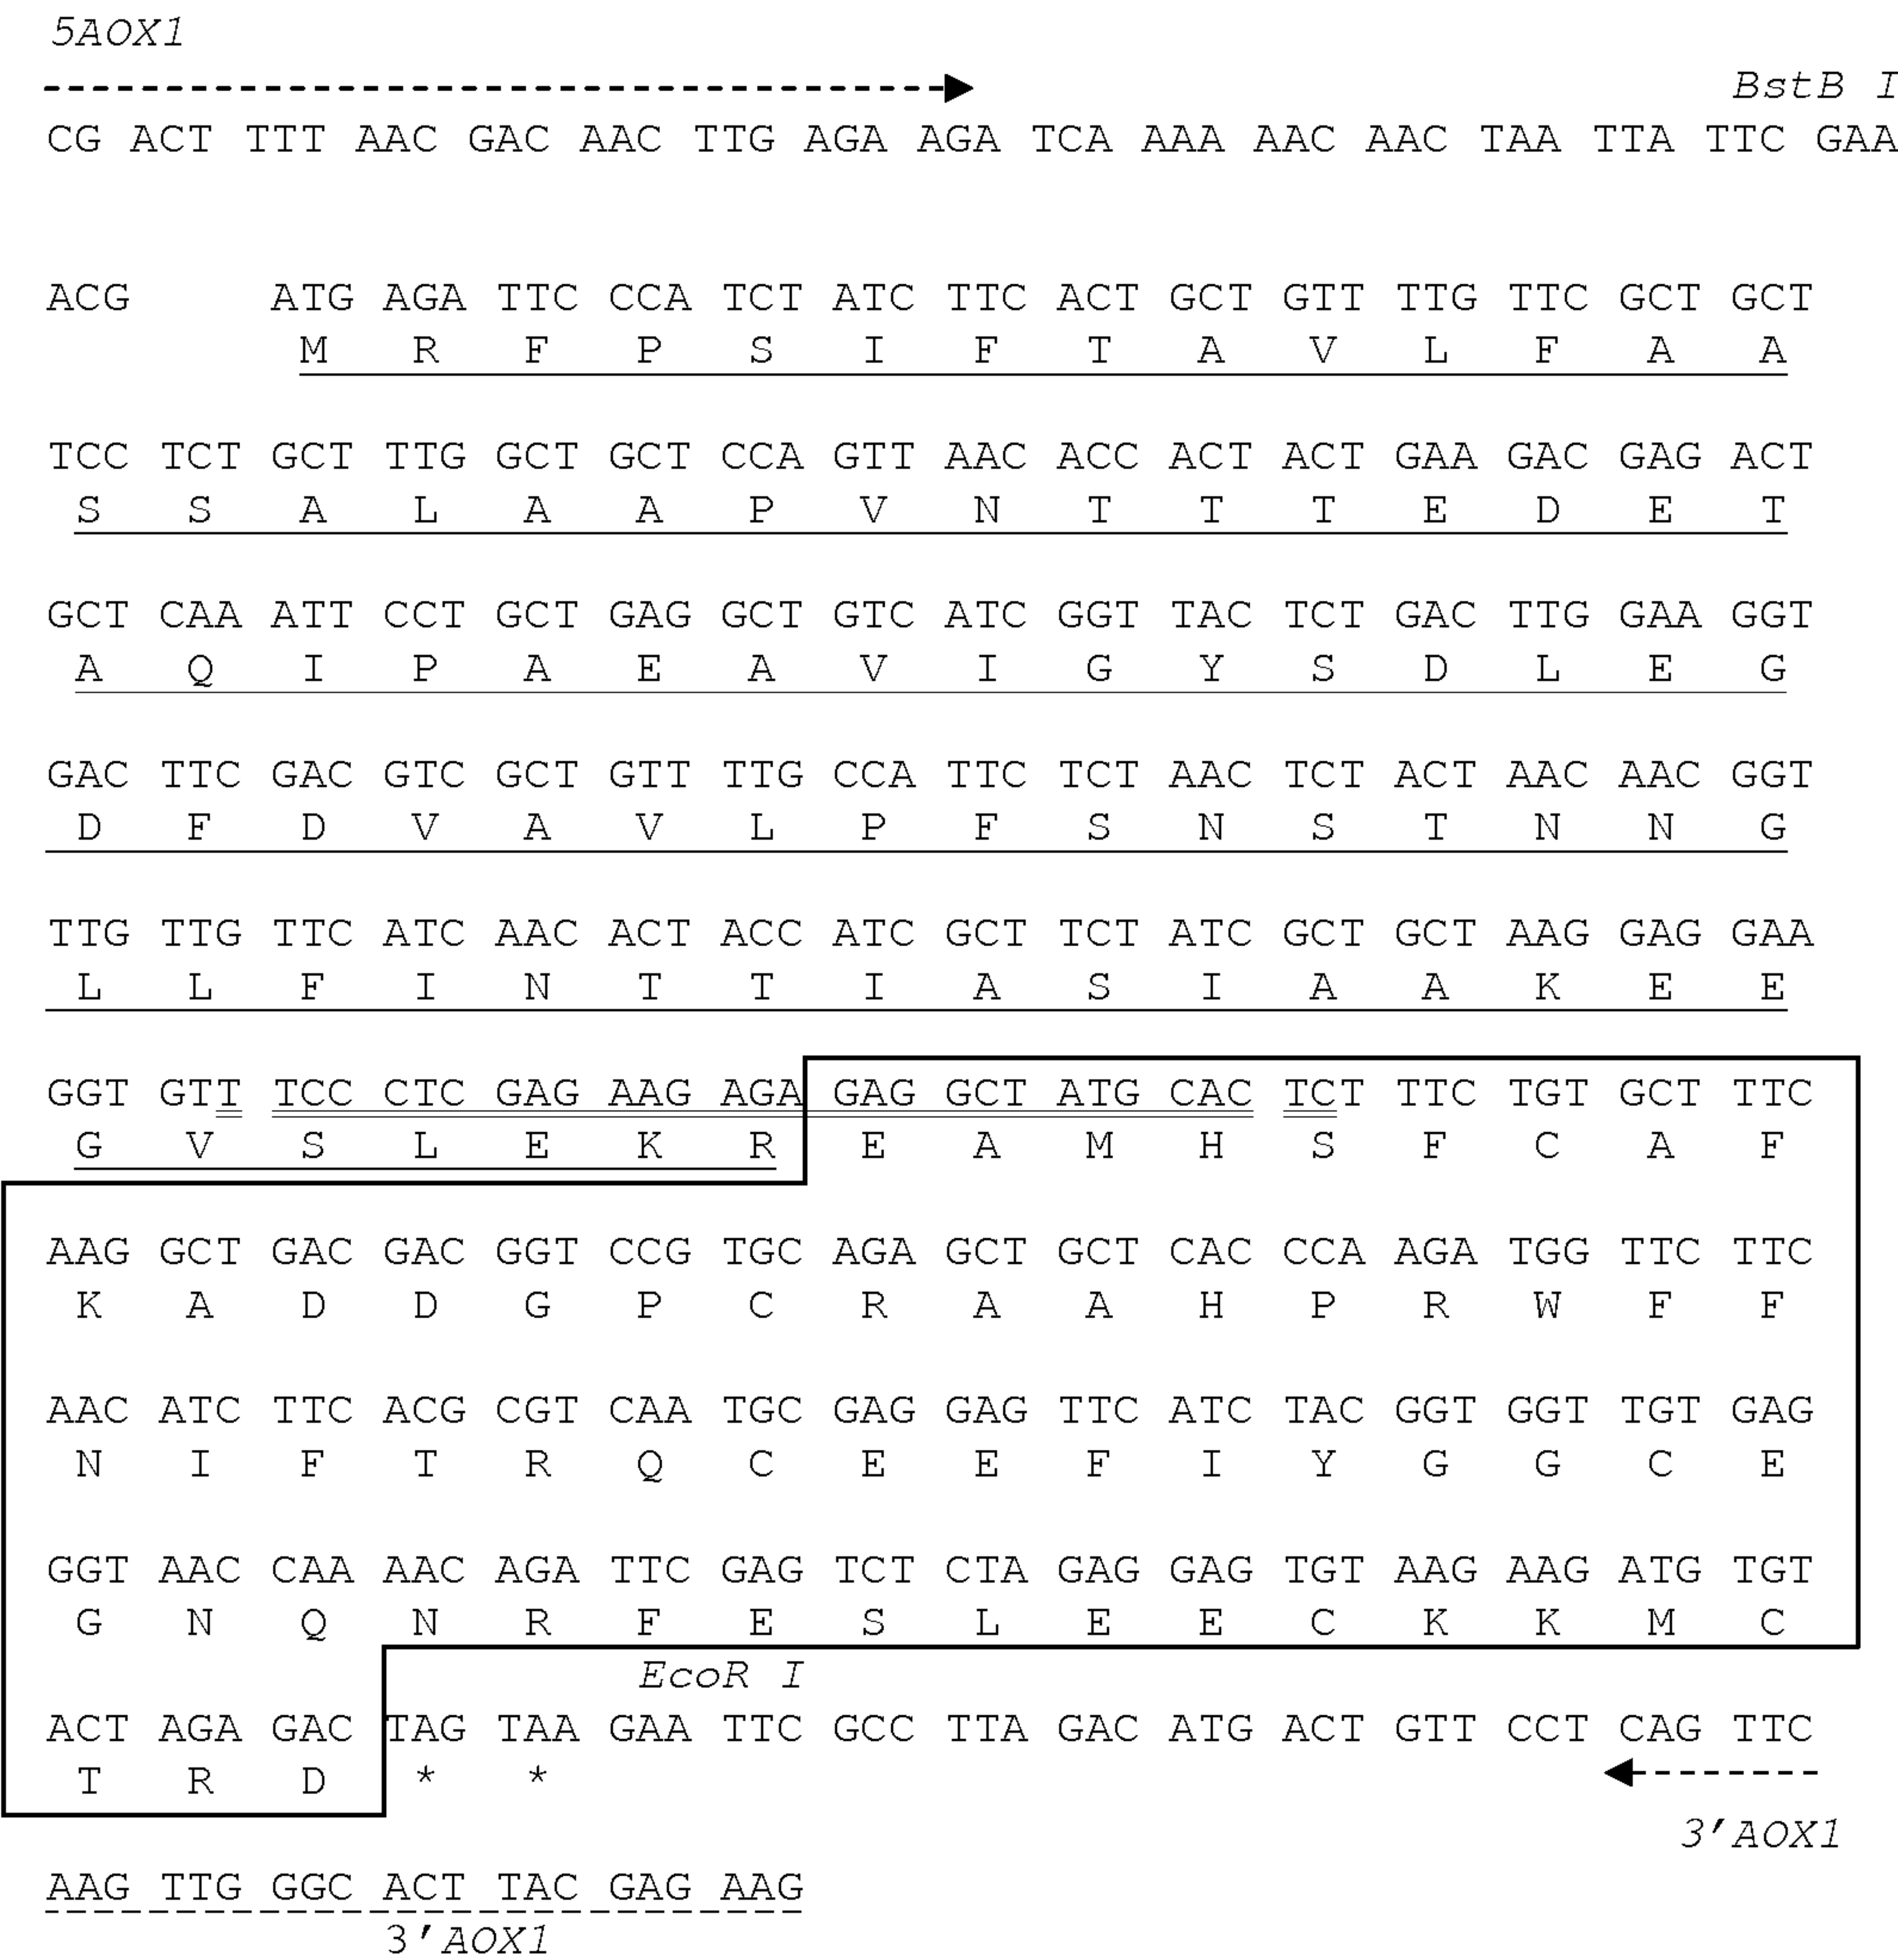 5AOX1
BstB I
CG ACT TTT AAC GAC AAC TTG AGA AGA TCA AAA AAC AAC TAA TTA TTC GAA
ACG ATG AGA TTC CCA TCT ATC TTC ACT GCT GTT TTG TTC GCT GCT
M R F P S I F T A V L F A A
TCC TCT GCT TTG GCT GCT CCA GTT AAC ACC ACT ACT GAA GAC GAG ACT
S S A L A A P V N T T T E D E T
GCT CAA ATT CCT GCT GAG GCT GTC ATC GGT TAC TCT GAC TTG GAA GGT
A Q I P A E A V I G Y S D L E G
GAC TTC GAC GTC GCT GTT TTG CCA TTC TCT AAC TCT ACT AAC AAC GGT
D F D V A V L P F S N S T N N G
TTG TTG TTC ATC AAC ACT ACC ATC GCT TCT ATC GCT GCT AAG GAG GAA
L L F I N T T I A S I A A K E E
GGT GTT TCC CTC GAG AAG AGA GAG GCT ATG CAC TCT TTC TGT GCT TTC
G V S L E K R E A M H S F C A F
AAG GCT GAC GAC GGT CCG TGC AGA GCT GCT CAC CCA AGA TGG TTC TTC
K A D D G P C R A A H P R W F F
AAC ATC TTC ACG CGT CAA TGC GAG GAG TTC ATC TAC GGT GGT TGT GAG
N I F T R Q C E E F I Y G G C E
GGT AAC CAA AAC AGA TTC GAG TCT CTA GAG GAG TGT AAG AAG ATG TGT
G N Q N R F E S L E E C K K M C
EcoR I
ACT AGA GAC TAG TAA GAA TTC GCC TTA GAC ATG ACT GTT CCT CAG TTC
T R D * *
3'AOX1
AAG TTG GGC ACT TAC GAG AAG
3'AOX1